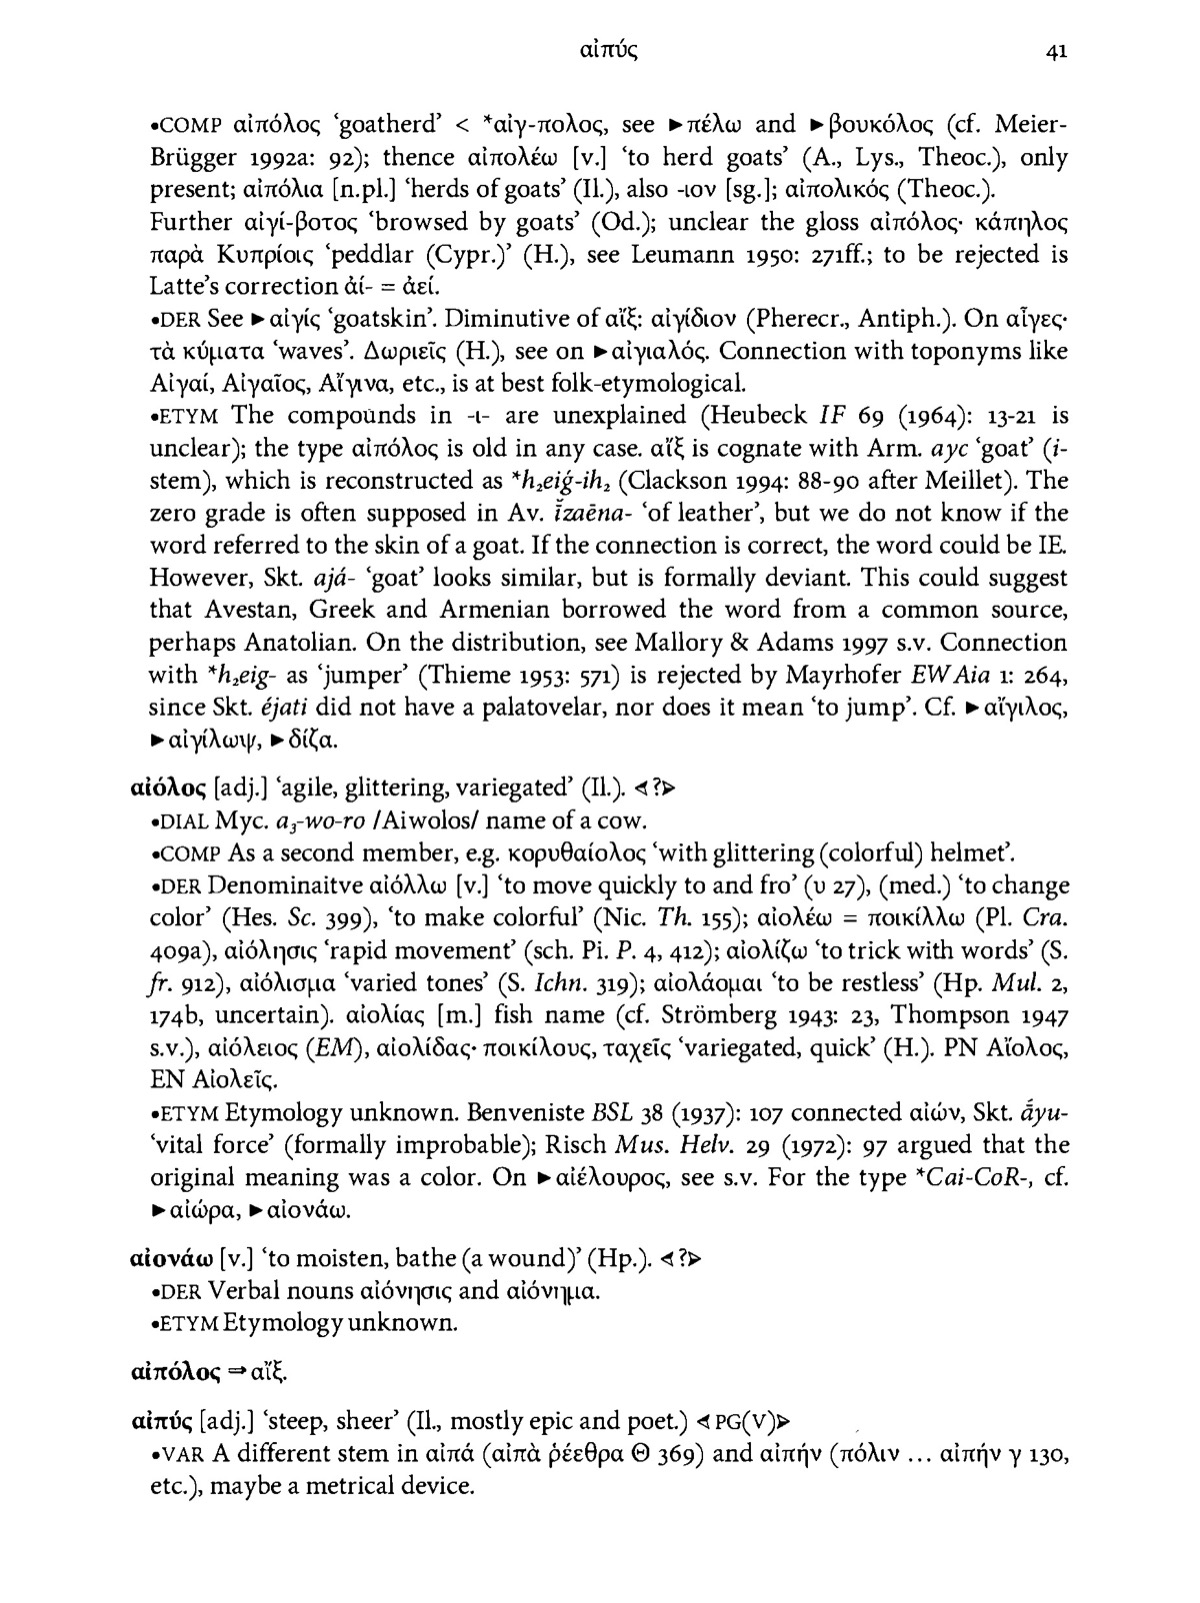 αἰπύς 41
•COMP αἰπόλος ‘goatherd’ < *αἰγ-πολος, see ►πέλω and ►βουκόλος (cf. Meier-
Brügger 1992a: 92); thence αἰπολέω [v.] ‘to herd goats’ (A., Lys., Theoc.), only
present; αἰπόλια [n.pl.] ‘herds of goats’ (Il.), also -ιον [sg.]; αἰπολικός (Theoc.).
Further αἰγί-βοτος ‘browsed by goats’ (Od.); unclear the gloss αἰπόλος· κάπηλος
παρὰ Κυπρίοις ‘peddlar (Cypr.)’ (H.), see Leumann 1950: 271ff.; to be rejected is
Latte’s correction ἀί- = ἀεί.
•DER See ►αἰγίς ‘goatskin’. Diminutive of αἴξ: αἰγίδιον (Pherecr., Antiph.). On αἶγες·
τὰ κύματα ‘waves’. Δωριεῖς (H.), see on ►αἰγιαλός. Connection with toponyms like
Αἰγαί, Αἰγαῖος, Αἴγινα, etc., is at best folk-etymological.
•ETYM The compounds in -ι- are unexplained (Heubeck IF 69 (1964): 13-21 is
unclear); the type αἰπόλος is old in any case. αἴξ is cognate with Arm. ayc ‘goat’ (i-
stem), which is reconstructed as *h₂eiǵ-ih₂ (Clackson 1994: 88-90 after Meillet). The
zero grade is often supposed in Av. ī̆zaēna- ‘of leather’, but we do not know if the
word referred to the skin of a goat. If the connection is correct, the word could be IE.
However, Skt. ajá- ‘goat’ looks similar, but is formally deviant. This could suggest
that Avestan, Greek and Armenian borrowed the word from a common source,
perhaps Anatolian. On the distribution, see Mallory & Adams 1997 s.v. Connection
with *h₂eig- as ‘jumper’ (Thieme 1953: 571) is rejected by Mayrhofer EWAia 1: 264,
since Skt. éjati did not have a palatovelar, nor does it mean ‘to jump’. Cf. ►αἴγιλος,
►αἰγίλωψ, ►δίζα.
αἰόλος [adj.] ‘agile, glittering, variegated’ (Il.). ⊲?⊳
•DIAL Myc. a₃-wo-ro /Aiwolos/ name of a cow.
•COMP As a second member, e.g. κορυθαίολος ‘with glittering (colorful) helmet’.
•DER Denominaitve αἰόλλω [v.] ‘to move quickly to and fro’ (υ 27), (med.) ‘to change
color’ (Hes. Sc. 399), ‘to make colorful’ (Nic. Th. 155); αἰολέω = ποικίλλω (Pl. Cra.
409a), αἰόλησις ‘rapid movement’ (sch. Pi. P. 4, 412); αἰολίζω ‘to trick with words’ (S.
fr. 912), αἰόλισμα ‘varied tones’ (S. Ichn. 319); αἰολάομαι ‘to be restless’ (Hp. Mul. 2,
174b, uncertain). αἰολίας [m.] fish name (cf. Strömberg 1943: 23, Thompson 1947
s.v.), αἰόλειος (EM), αἰολίδας· ποικίλους, ταχεῖς ‘variegated, quick’ (H.). PN Αἴολος,
EN Αἰολεῖς.
•ETYM Etymology unknown. Benveniste BSL 38 (1937): 107 connected αἰών, Skt. ā́yu-
‘vital force’ (formally improbable); Risch Mus. Helv. 29 (1972): 97 argued that the
original meaning was a color. On ►αἰέλουρος, see s.v. For the type *Cai-CoR-, cf.
►αἰώρα, ►αἰονάω.
αἰονάω [v.] ‘to moisten, bathe (a wound)’ (Hp.). ⊲?⊳
•DER Verbal nouns αἰόνησις and αἰόνημα.
•ETYM Etymology unknown.
αἰπόλος ⇒αἴξ.
αἰπύς [adj.] ‘steep, sheer’ (Il., mostly epic and poet.) ⊲PG(V)⊳
•VAR A different stem in αἰπά (αἰπὰ ῥέεθρα Θ 369) and αἰπήν (πόλιν ... αἰπήν γ 130,
etc.), maybe a metrical device.